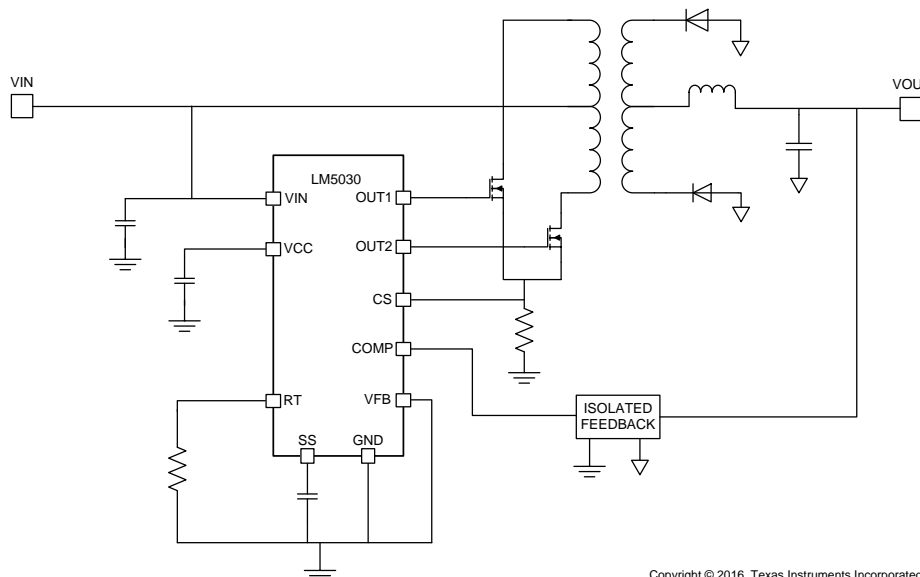 VIN
VOU
LM5030
VIN
OUT1
VCC
OUT2
CS
COMP
RT
VFB
SS
GND
ISOLATED
FEEDBACK
Copyright © 2016, Texas Instruments Incorporated